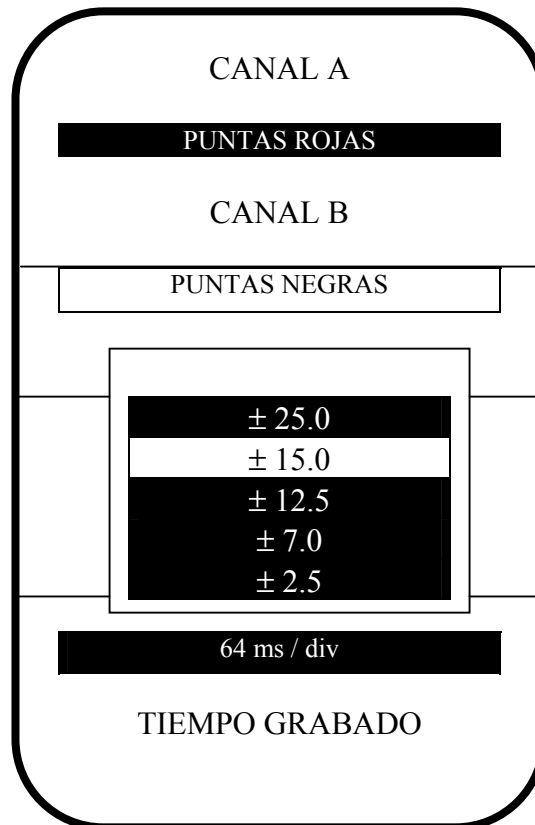 CANAL A
PUNTAS ROJAS
CANAL B
PUNTAS NEGRAS
± 25.0
± 15.0
± 12.5
± 7.0
± 2.5
64 ms / div
TIEMPO GRABADO